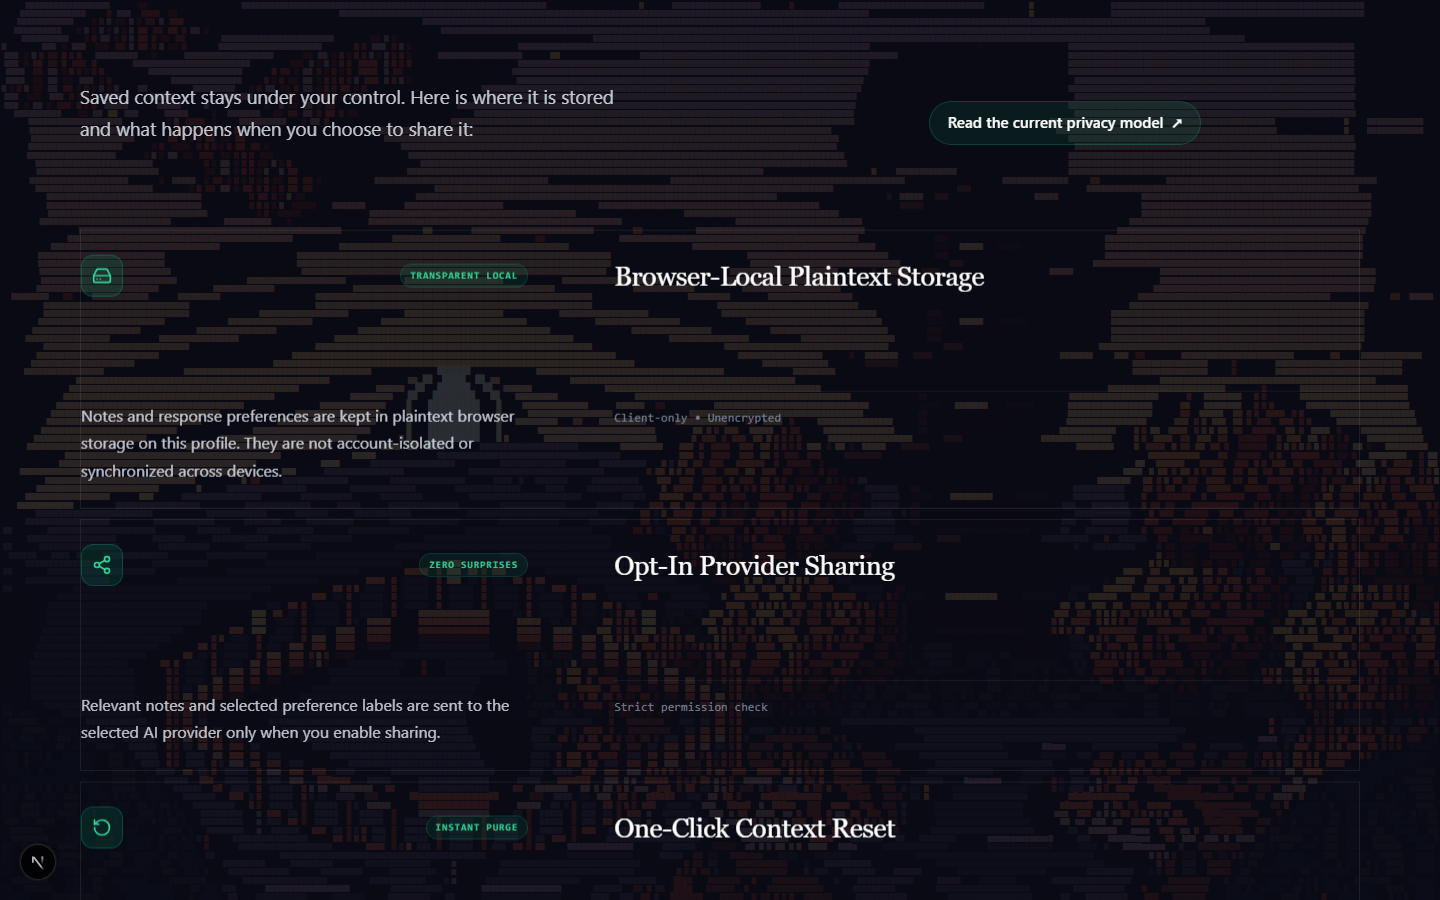 Saved context stays under your control. Here is where it is stored
and what happens when you choose to share it:
Read the current privacy model ↗
TRANSPARENT LOCAL
Browser-Local Plaintext Storage
Notes and response preferences are kept in plaintext browser
storage on this profile. They are not account-isolated or
synchronized across devices.
Client-only • Unencrypted
ZERO SURPRISES
Opt-In Provider Sharing
Relevant notes and selected preference labels are sent to the
selected AI provider only when you enable sharing.
Strict permission check
INSTANT PURGE
One-Click Context Reset
N